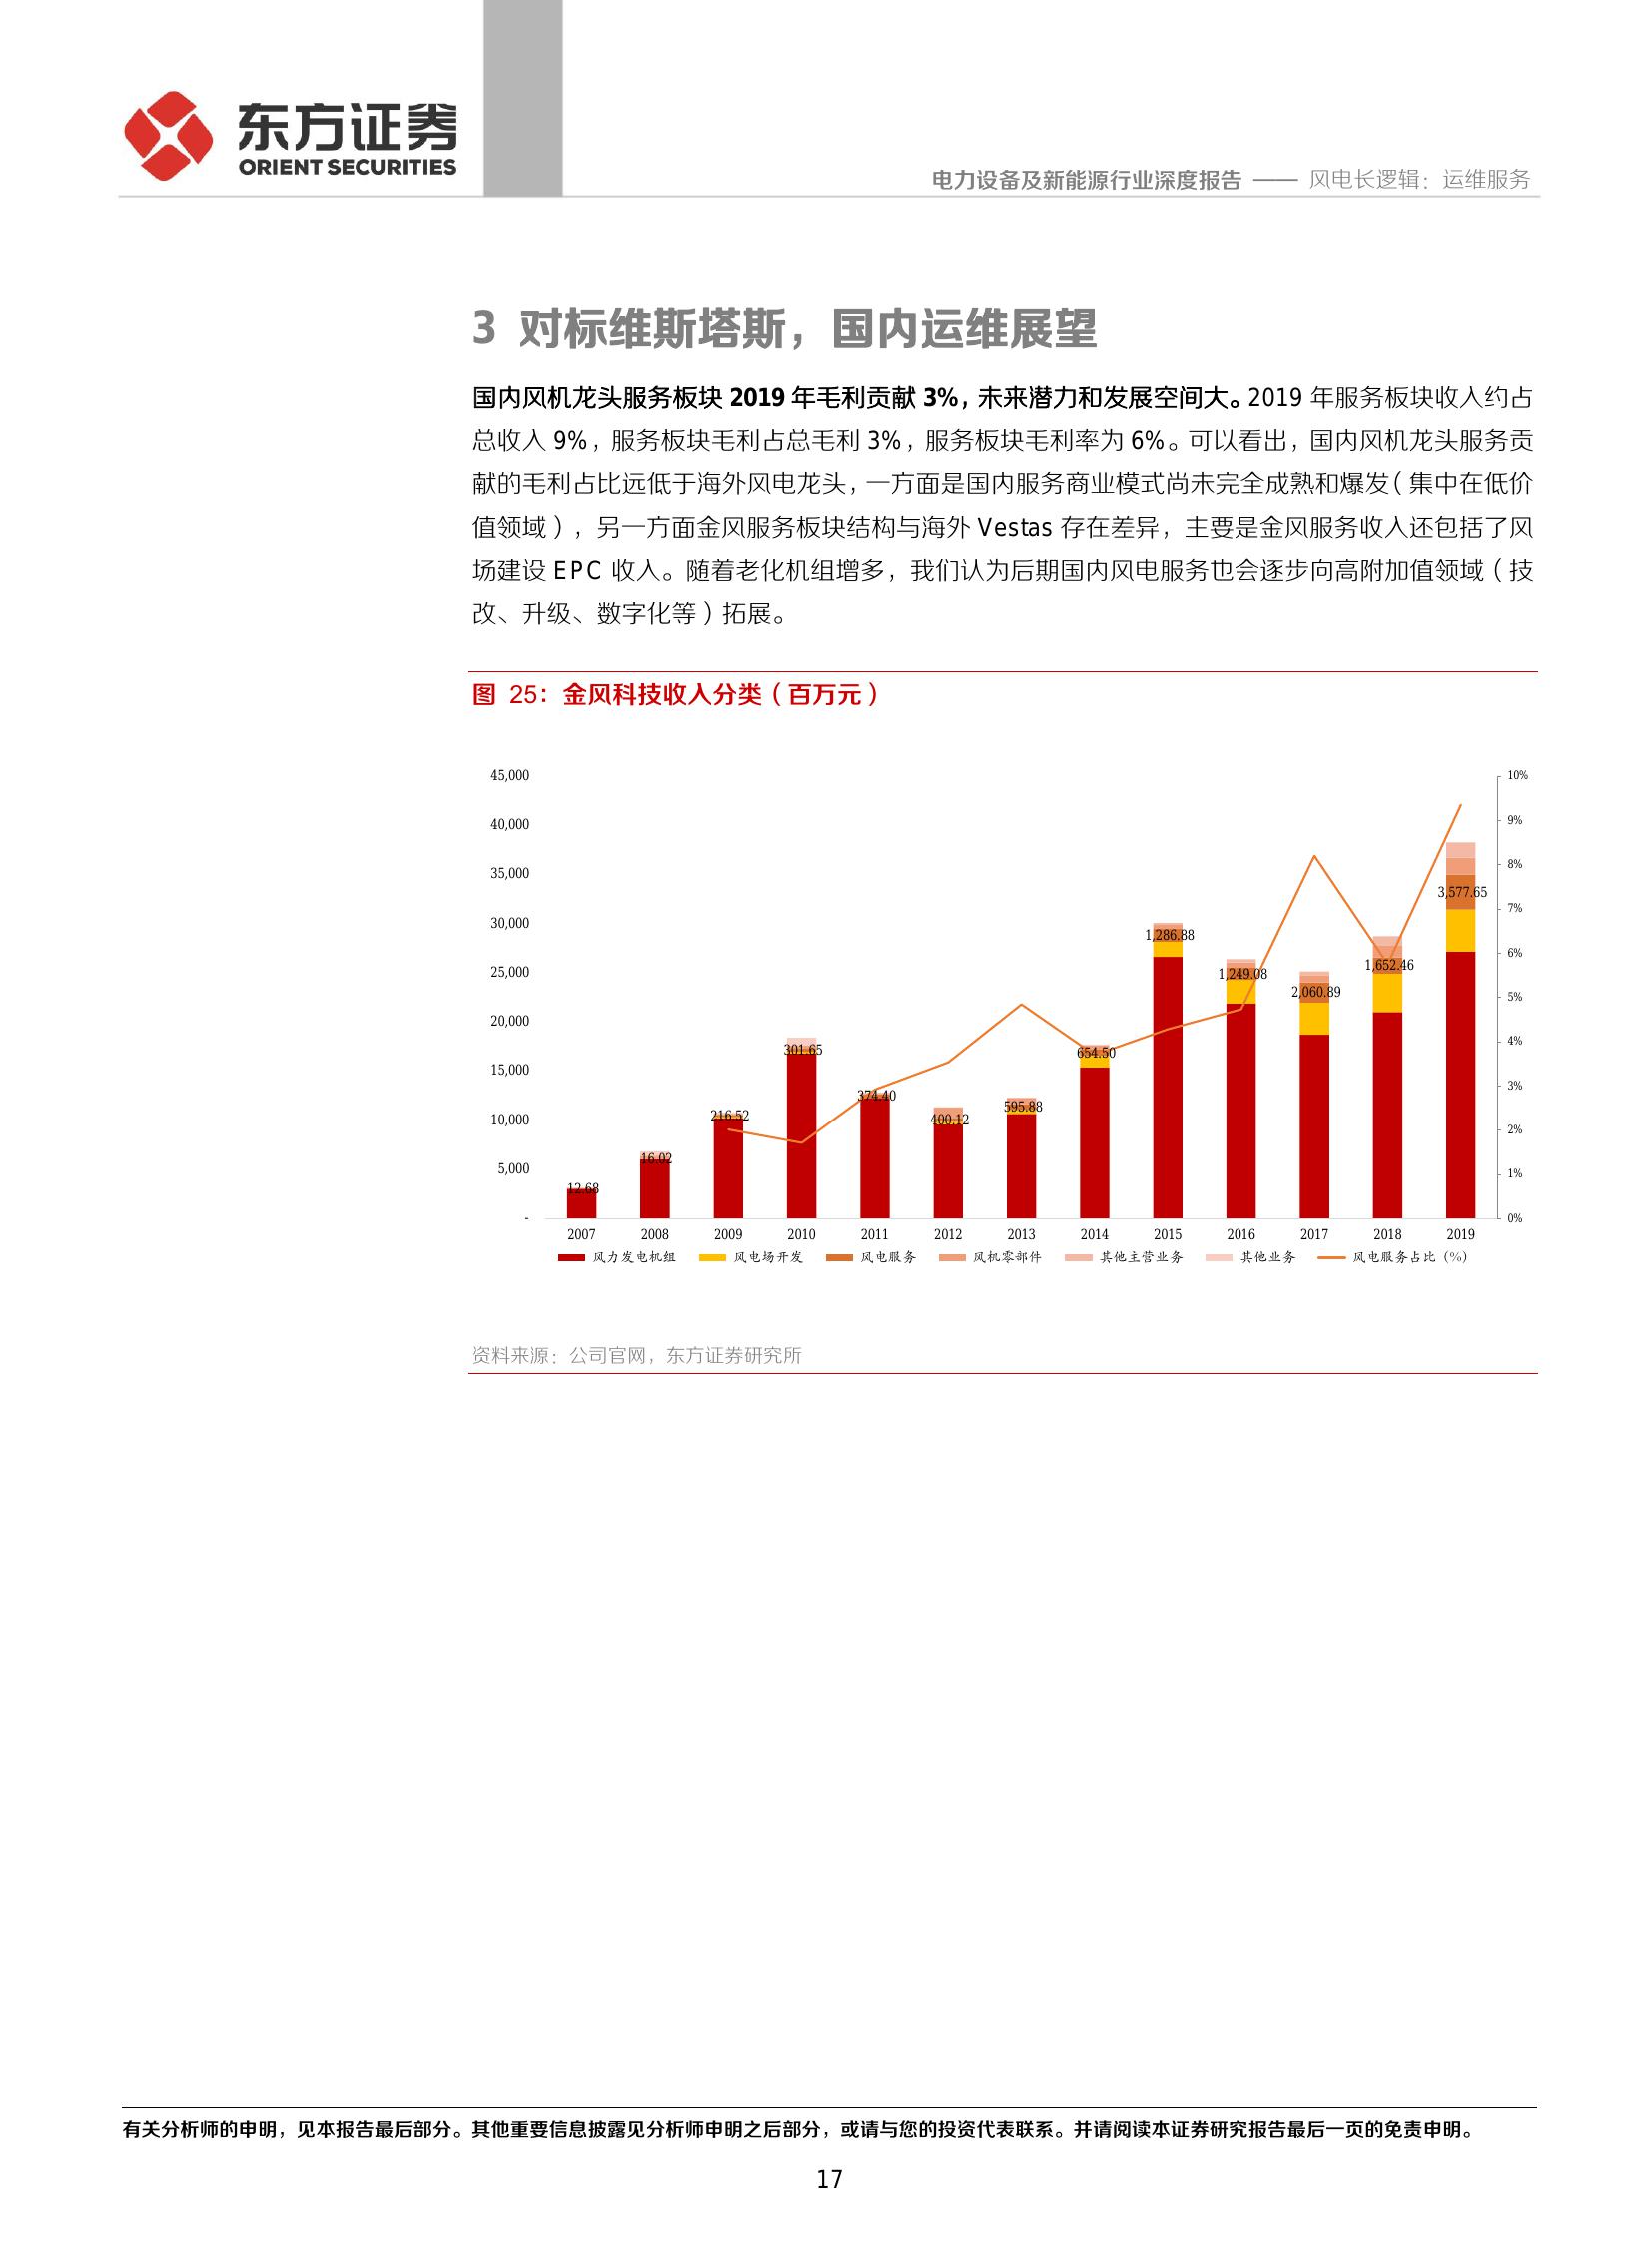 东方证券
ORIENT SECURITIES
电力设备及新能源行业深度报告 —— 风电长逻辑：运维服务
3 对标维斯塔斯，国内运维展望
国内风机龙头服务板块 2019 年毛利贡献 3%，未来潜力和发展空间大。2019 年服务板块收入约占
总收入 9%，服务板块毛利占总毛利 3%，服务板块毛利率为 6%。可以看出，国内风机龙头服务贡
献的毛利占比远低于海外风电龙头，一方面是国内服务商业模式尚未完全成熟和爆发（集中在低价
值领域），另一方面金风服务板块结构与海外 Vestas 存在差异，主要是金风服务收入还包括了风
场建设 EPC 收入。随着老化机组增多，我们认为后期国内风电服务也会逐步向高附加值领域（技
改、升级、数字化等）拓展。
图 25：金风科技收入分类（百万元）
45,000
40,000
35,000
30,000
25,000
20,000
15,000
10,000
5,000
-
10%
9%
8%
7%
6%
5%
4%
3%
2%
1%
0%
12.68
16.02
216.52
301.65
374.40
400.12
595.88
654.50
1,286.88
1,249.08
2,060.89
1,652.46
3,577.65
2007 2008 2009 2010 2011 2012 2013 2014 2015 2016 2017 2018 2019
风力发电机组 风电场开发 风电服务 风机零部件 其他主营业务 其他业务 风电服务占比（%）
资料来源：公司官网，东方证券研究所
有关分析师的申明，见本报告最后部分。其他重要信息披露见分析师申明之后部分，或请与您的投资代表联系。并请阅读本证券研究报告最后一页的免责申明。
17